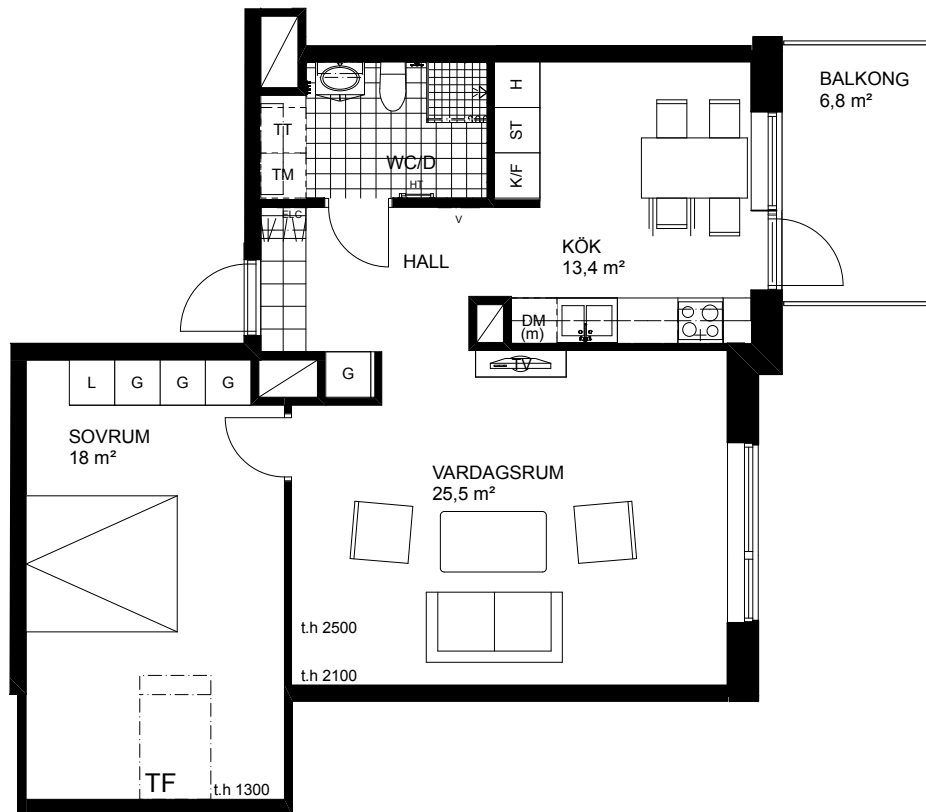 BALKONG
6,8 m²
H
ST
K/F
TT
TM
WC/D
HT
ELC
V
HALL
KÖK
13,4 m²
DM
(m)
TV
L
G
G
G
G
SOVRUM
18 m²
VARDAGSRUM
25,5 m²
t.h 2500
t.h 2100
TF
t.h 1300